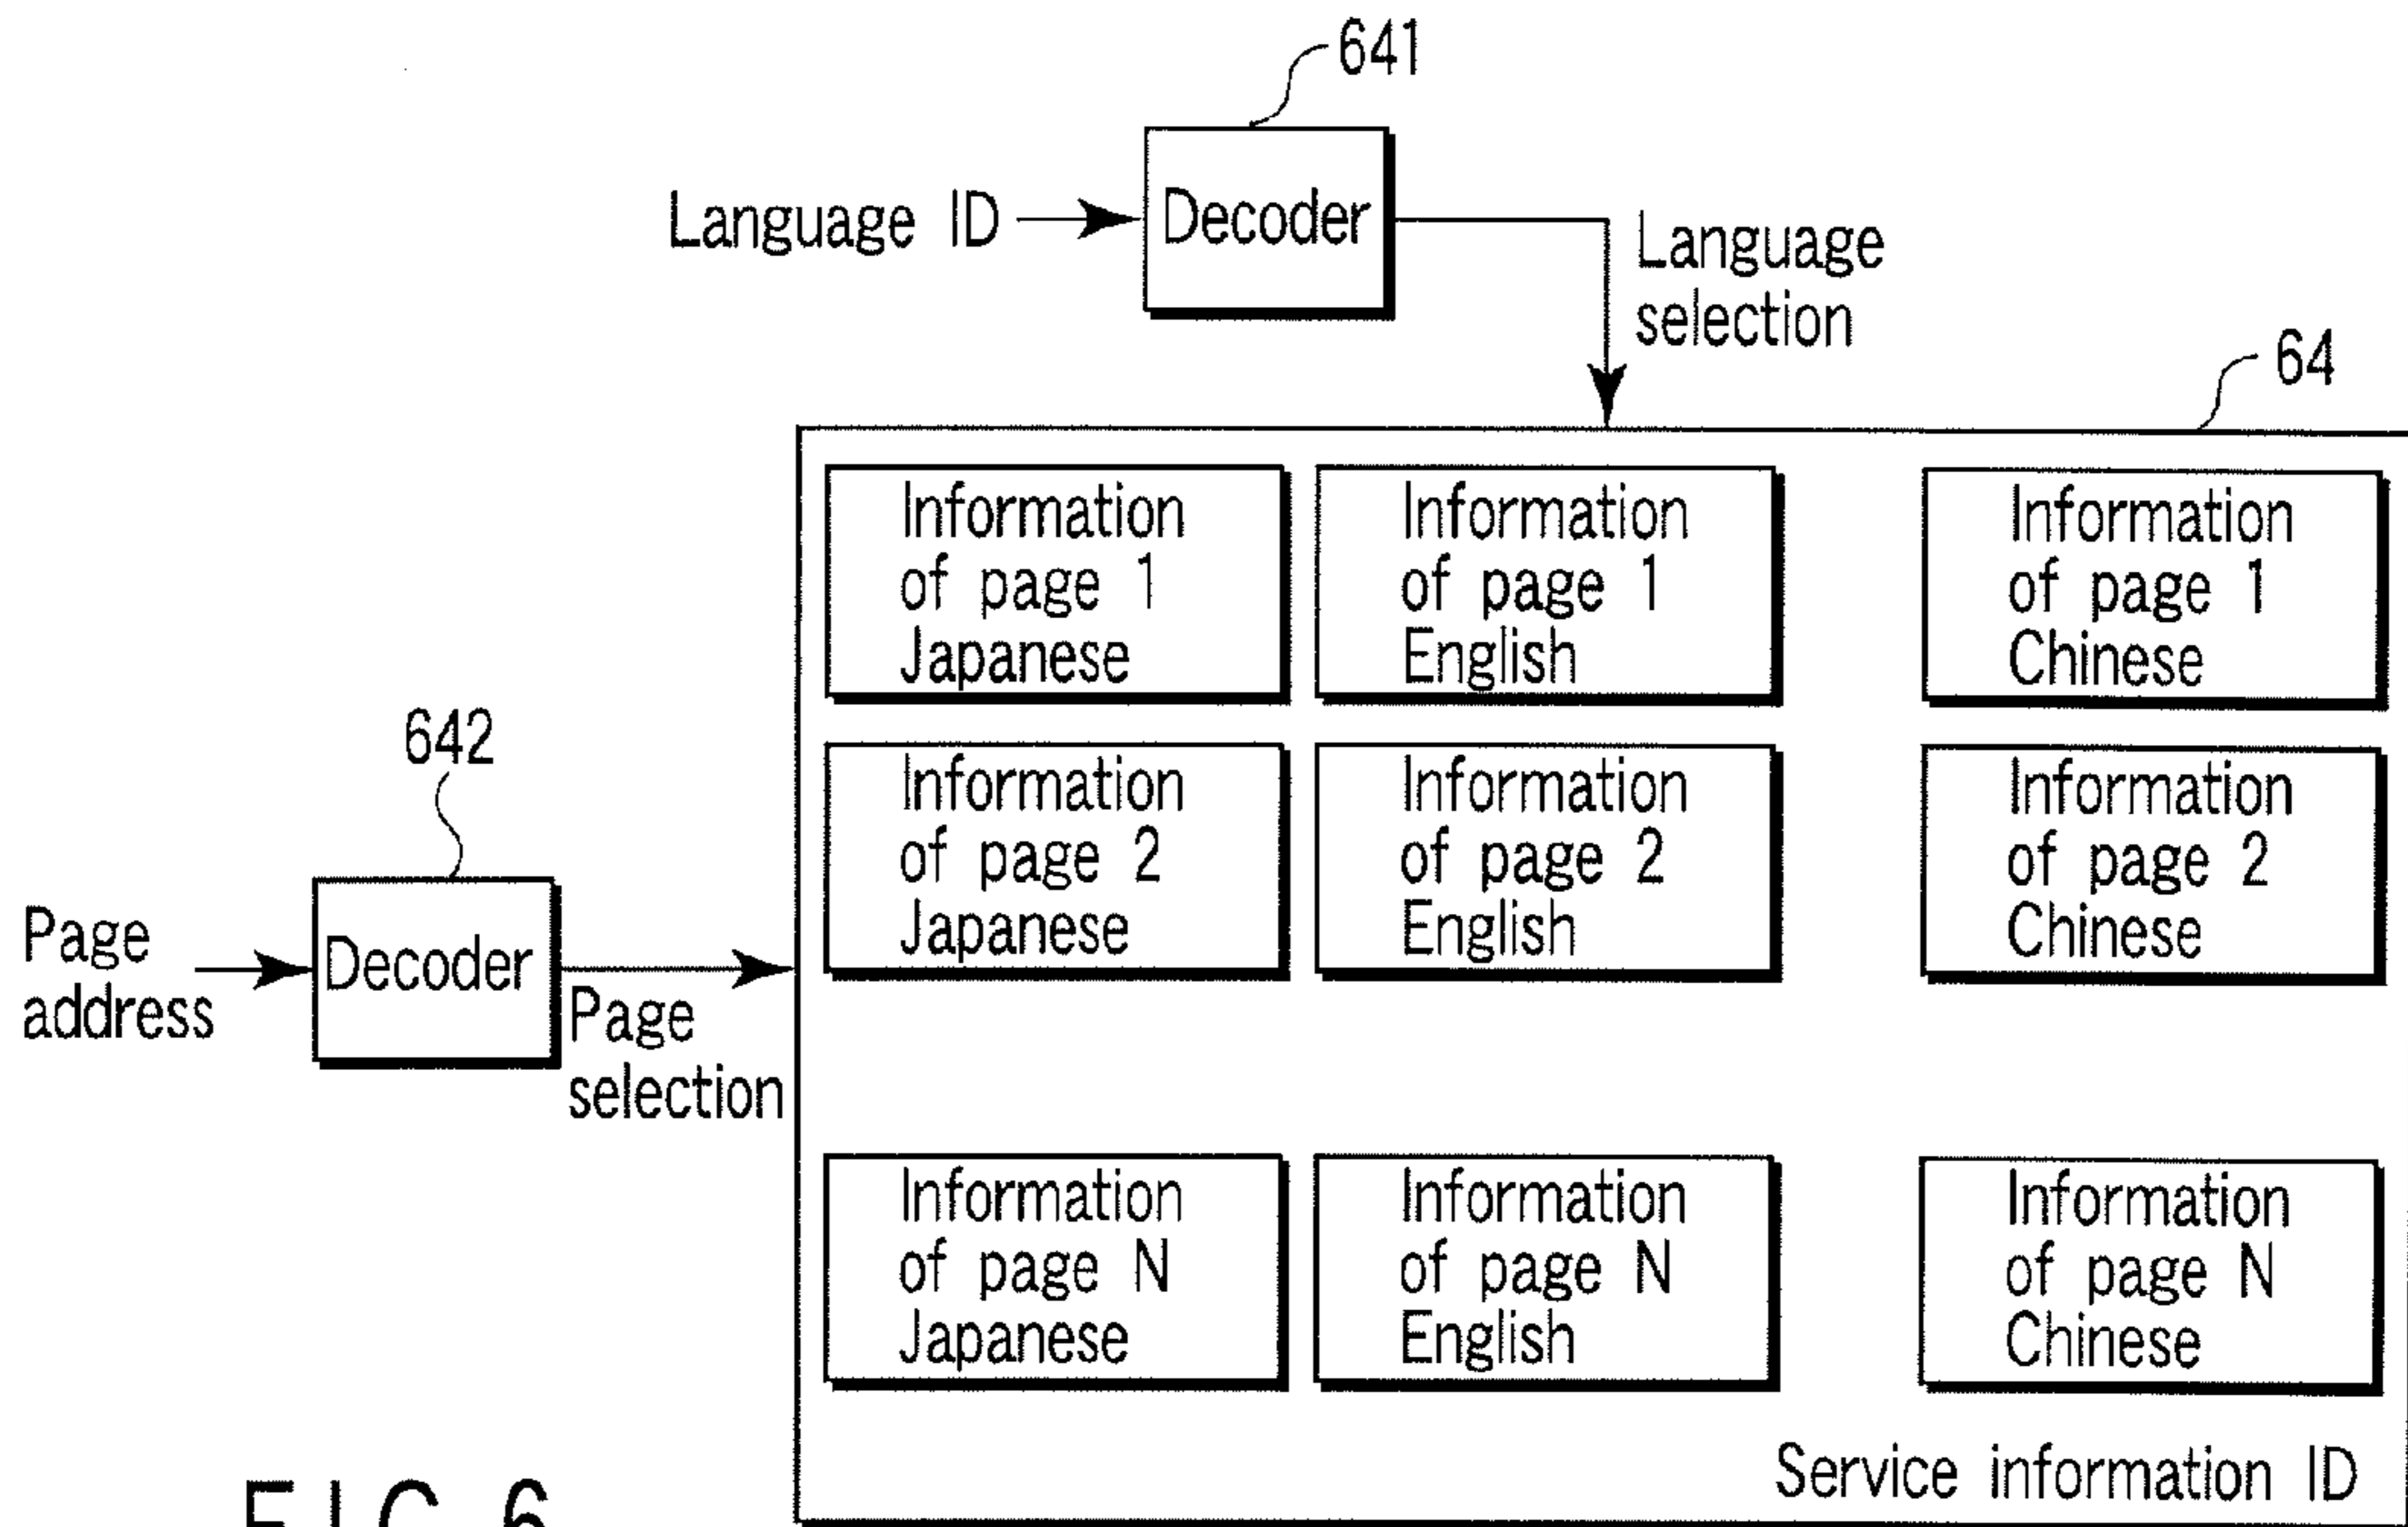 641
Language ID
Decoder
Language
selection
64
Information
of page 1
Japanese
Information
of page 1
English
Information
of page 1
Chinese
642
Information
of page 2
Japanese
Information
of page 2
English
Information
of page 2
Chinese
Page
address
Decoder
Page
selection
Information
of page N
Japanese
Information
of page N
English
Information
of page N
Chinese
Service information ID
FIG. 6